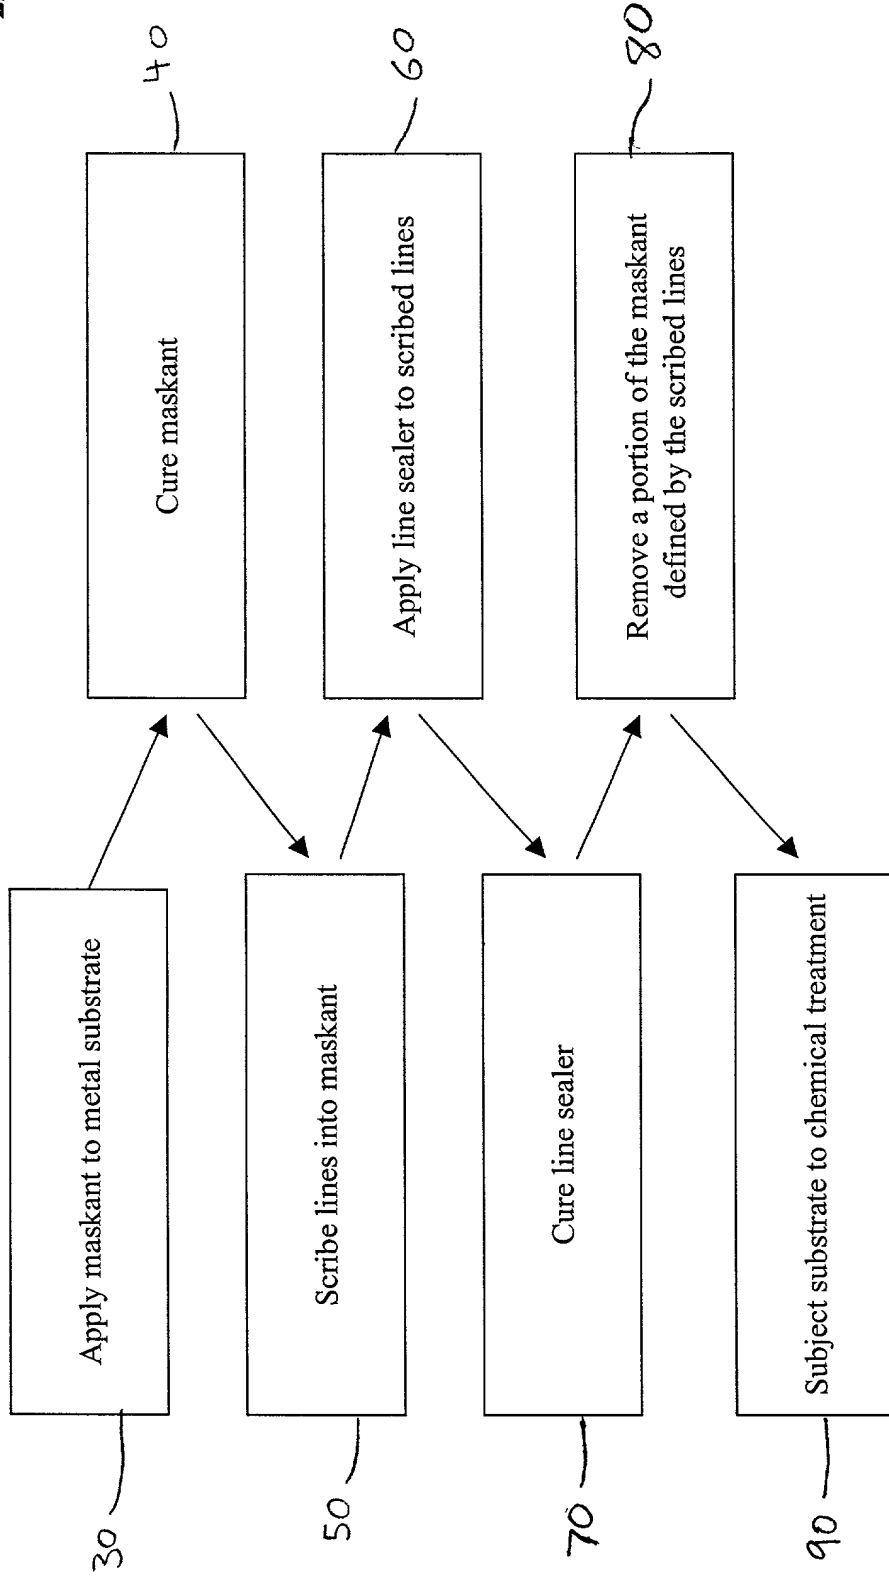 30
Apply maskant to metal substrate
Cure maskant
40
50
Scribe lines into maskant
Apply line sealer to scribed lines
60
70
Cure line sealer
Remove a portion of the maskant
defined by the scribed lines
80
90
Subject substrate to chemical treatment